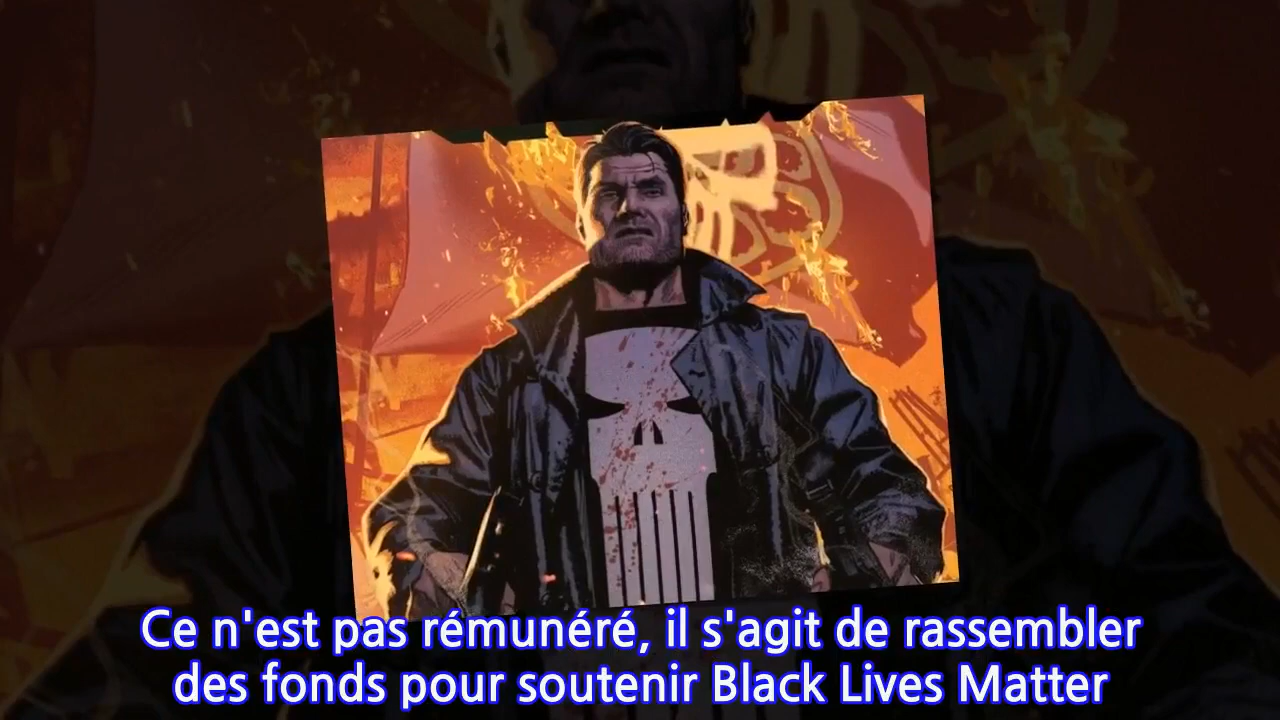 Ce n'est pas rémunéré, il s'agit de rassembler
des fonds pour soutenir Black Lives Matter